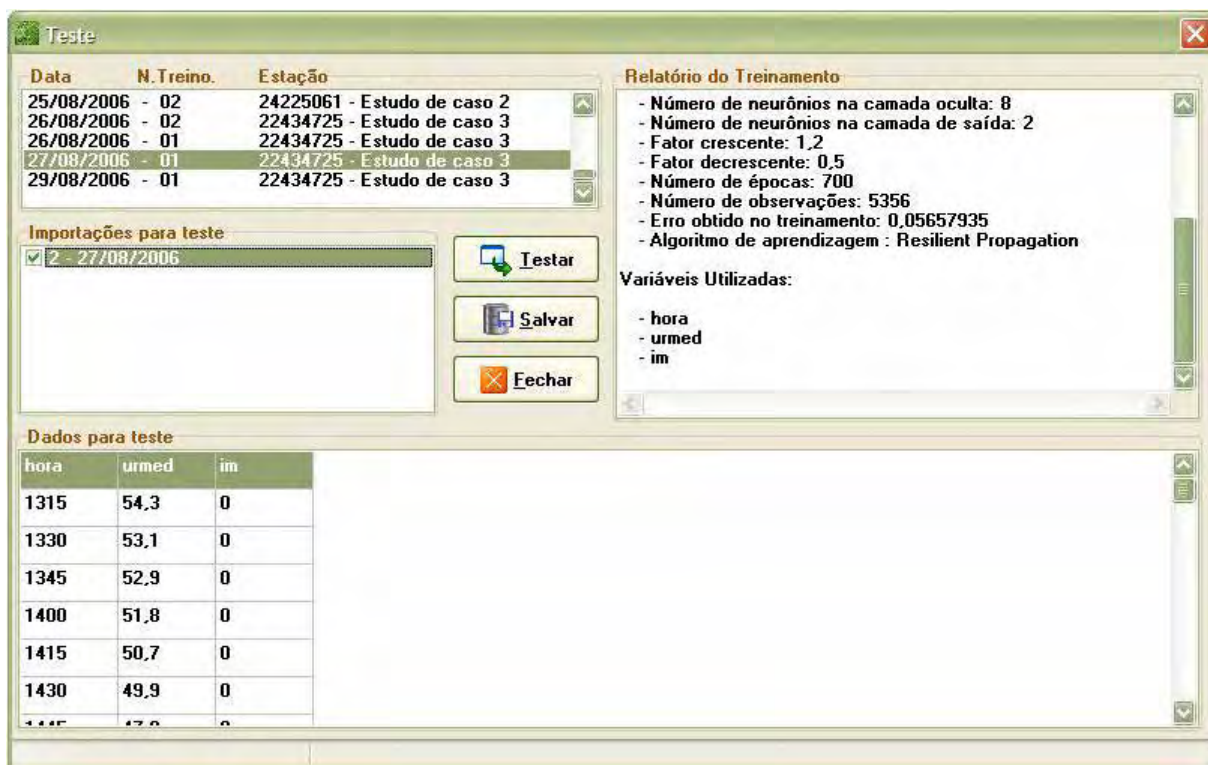 Teste
Data N.Treino. Estação
25/08/2006 - 02 24225061 - Estudo de caso 2
26/08/2006 - 02 22434725 - Estudo de caso 3
26/08/2006 - 01 22434725 - Estudo de caso 3
27/08/2006 - 01 22434725 - Estudo de caso 3
29/08/2006 - 01 22434725 - Estudo de caso 3
Importações para teste
2 - 27/08/2006
Testar
Salvar
Fechar
Relatório do Treinamento
- Número de neurônios na camada oculta: 8
- Número de neurônios na camada de saída: 2
- Fator crescente: 1,2
- Fator decrescente: 0,5
- Número de épocas: 700
- Número de observações: 5356
- Erro obtido no treinamento: 0,05657935
- Algoritmo de aprendizagem : Resilient Propagation
Variáveis Utilizadas:
- hora
- urmed
- im
Dados para teste
hora urmed im
1315 54,3 0
1330 53,1 0
1345 52,9 0
1400 51,8 0
1415 50,7 0
1430 49,9 0